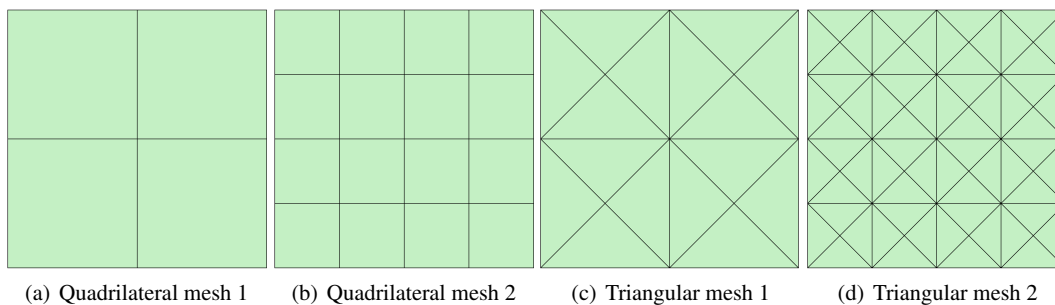 (a) Quadrilateral mesh 1
(b) Quadrilateral mesh 2
(c) Triangular mesh 1
(d) Triangular mesh 2